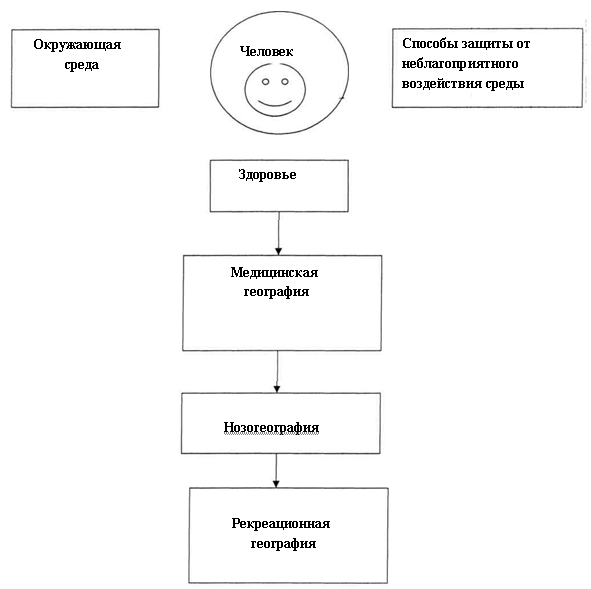 Окружающая
среда
Человек
Способы защиты от
неблагоприятного
воздействия среды
Здоровье
Медицинская
география
Нозогеография
Рекреационная
география